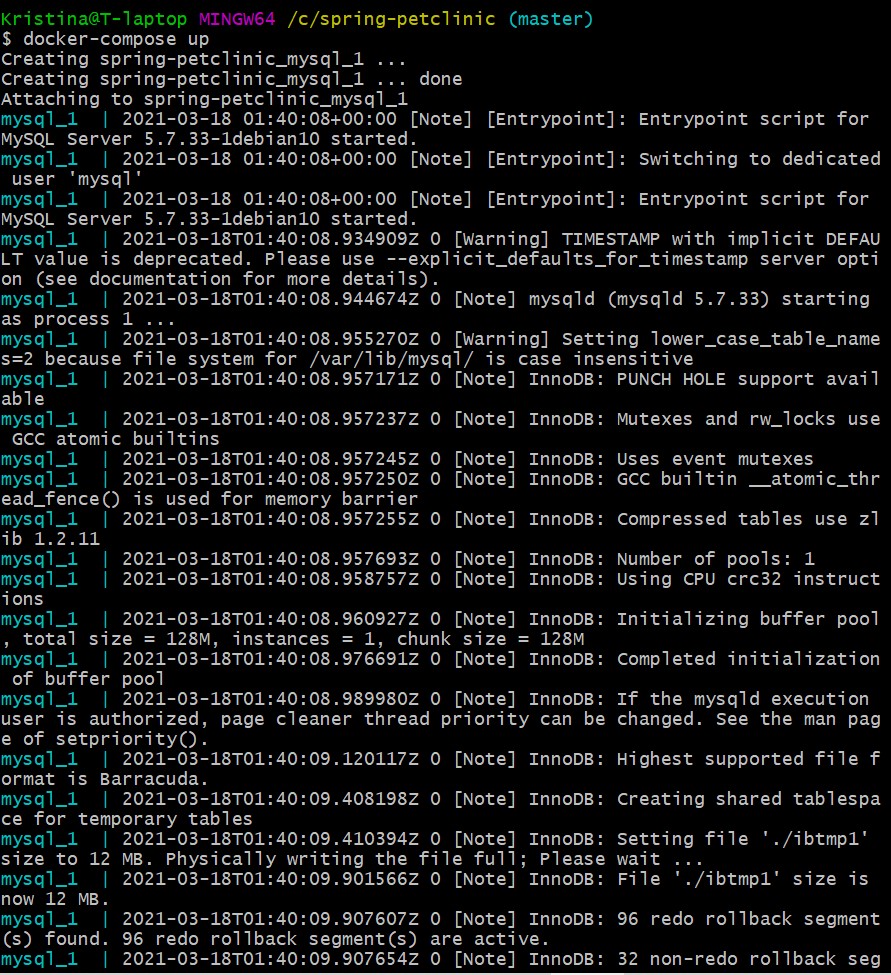 Kristina@T-laptop MINGW64 /c/spring-petclinic (master)
$ docker-compose up
Creating spring-petclinic_mysql_1 ...
Creating spring-petclinic_mysql_1 ... done
Attaching to spring-petclinic_mysql_1
mysql_1  | 2021-03-18 01:40:08+00:00 [Note] [Entrypoint]: Entrypoint script for
MySQL Server 5.7.33-1debian10 started.
mysql_1  | 2021-03-18 01:40:08+00:00 [Note] [Entrypoint]: Switching to dedicated
 user 'mysql'
mysql_1  | 2021-03-18 01:40:08+00:00 [Note] [Entrypoint]: Entrypoint script for
MySQL Server 5.7.33-1debian10 started.
mysql_1  | 2021-03-18T01:40:08.934909Z 0 [Warning] TIMESTAMP with implicit DEFAU
LT value is deprecated. Please use --explicit_defaults_for_timestamp server opti
on (see documentation for more details).
mysql_1  | 2021-03-18T01:40:08.944674Z 0 [Note] mysqld (mysqld 5.7.33) starting
as process 1 ...
mysql_1  | 2021-03-18T01:40:08.955270Z 0 [Warning] Setting lower_case_table_name
s=2 because file system for /var/lib/mysql/ is case insensitive
mysql_1  | 2021-03-18T01:40:08.957171Z 0 [Note] InnoDB: PUNCH HOLE support avail
able
mysql_1  | 2021-03-18T01:40:08.957237Z 0 [Note] InnoDB: Mutexes and rw_locks use
 GCC atomic builtins
mysql_1  | 2021-03-18T01:40:08.957245Z 0 [Note] InnoDB: Uses event mutexes
mysql_1  | 2021-03-18T01:40:08.957250Z 0 [Note] InnoDB: GCC builtin __atomic_thr
ead_fence() is used for memory barrier
mysql_1  | 2021-03-18T01:40:08.957255Z 0 [Note] InnoDB: Compressed tables use zl
ib 1.2.11
mysql_1  | 2021-03-18T01:40:08.957693Z 0 [Note] InnoDB: Number of pools: 1
mysql_1  | 2021-03-18T01:40:08.958757Z 0 [Note] InnoDB: Using CPU crc32 instruct
ions
mysql_1  | 2021-03-18T01:40:08.960927Z 0 [Note] InnoDB: Initializing buffer pool
, total size = 128M, instances = 1, chunk size = 128M
mysql_1  | 2021-03-18T01:40:08.976691Z 0 [Note] InnoDB: Completed initialization
 of buffer pool
mysql_1  | 2021-03-18T01:40:08.989980Z 0 [Note] InnoDB: If the mysqld execution
user is authorized, page cleaner thread priority can be changed. See the man pag
e of setpriority().
mysql_1  | 2021-03-18T01:40:09.120117Z 0 [Note] InnoDB: Highest supported file f
ormat is Barracuda.
mysql_1  | 2021-03-18T01:40:09.408198Z 0 [Note] InnoDB: Creating shared tablespa
ce for temporary tables
mysql_1  | 2021-03-18T01:40:09.410394Z 0 [Note] InnoDB: Setting file './ibtmp1'
size to 12 MB. Physically writing the file full; Please wait ...
mysql_1  | 2021-03-18T01:40:09.901566Z 0 [Note] InnoDB: File './ibtmp1' size is
now 12 MB.
mysql_1  | 2021-03-18T01:40:09.907607Z 0 [Note] InnoDB: 96 redo rollback segment
(s) found. 96 redo rollback segment(s) are active.
mysql_1  | 2021-03-18T01:40:09.907654Z 0 [Note] InnoDB: 32 non-redo rollback seg